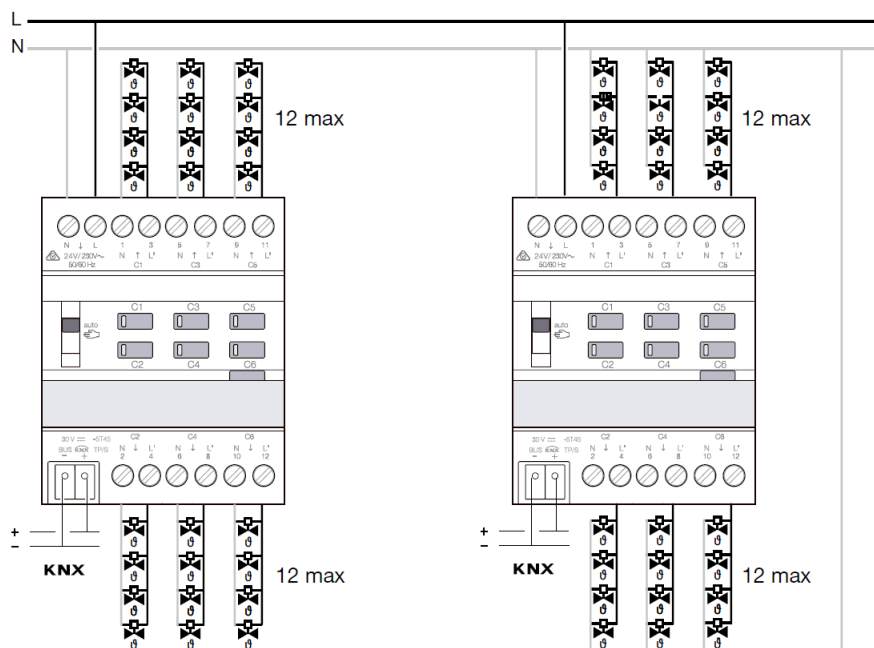 L
N
12 max
12 max
N ↓ L 1 3 5 7 9 11
24V/230V~ N ↑ L' N ↑ L' N ↑ L'
50/60 Hz C1 C3 C5
C1 C3 C5
auto
C2 C4 C6
30 V -5T45 C2 C4 C6
BUS KNX TP/S N ↓ L' N ↓ L' N ↓ L'
- + 2 4 6 8 10 12
+
-
KNX
12 max
N ↓ L 1 3 5 7 9 11
24V/230V~ N ↑ L' N ↑ L' N ↑ L'
50/60 Hz C1 C3 C5
C1 C3 C5
auto
C2 C4 C6
30 V -5T45 C2 C4 C6
BUS KNX TP/S N ↓ L' N ↓ L' N ↓ L'
- + 2 4 6 8 10 12
+
-
KNX
12 max